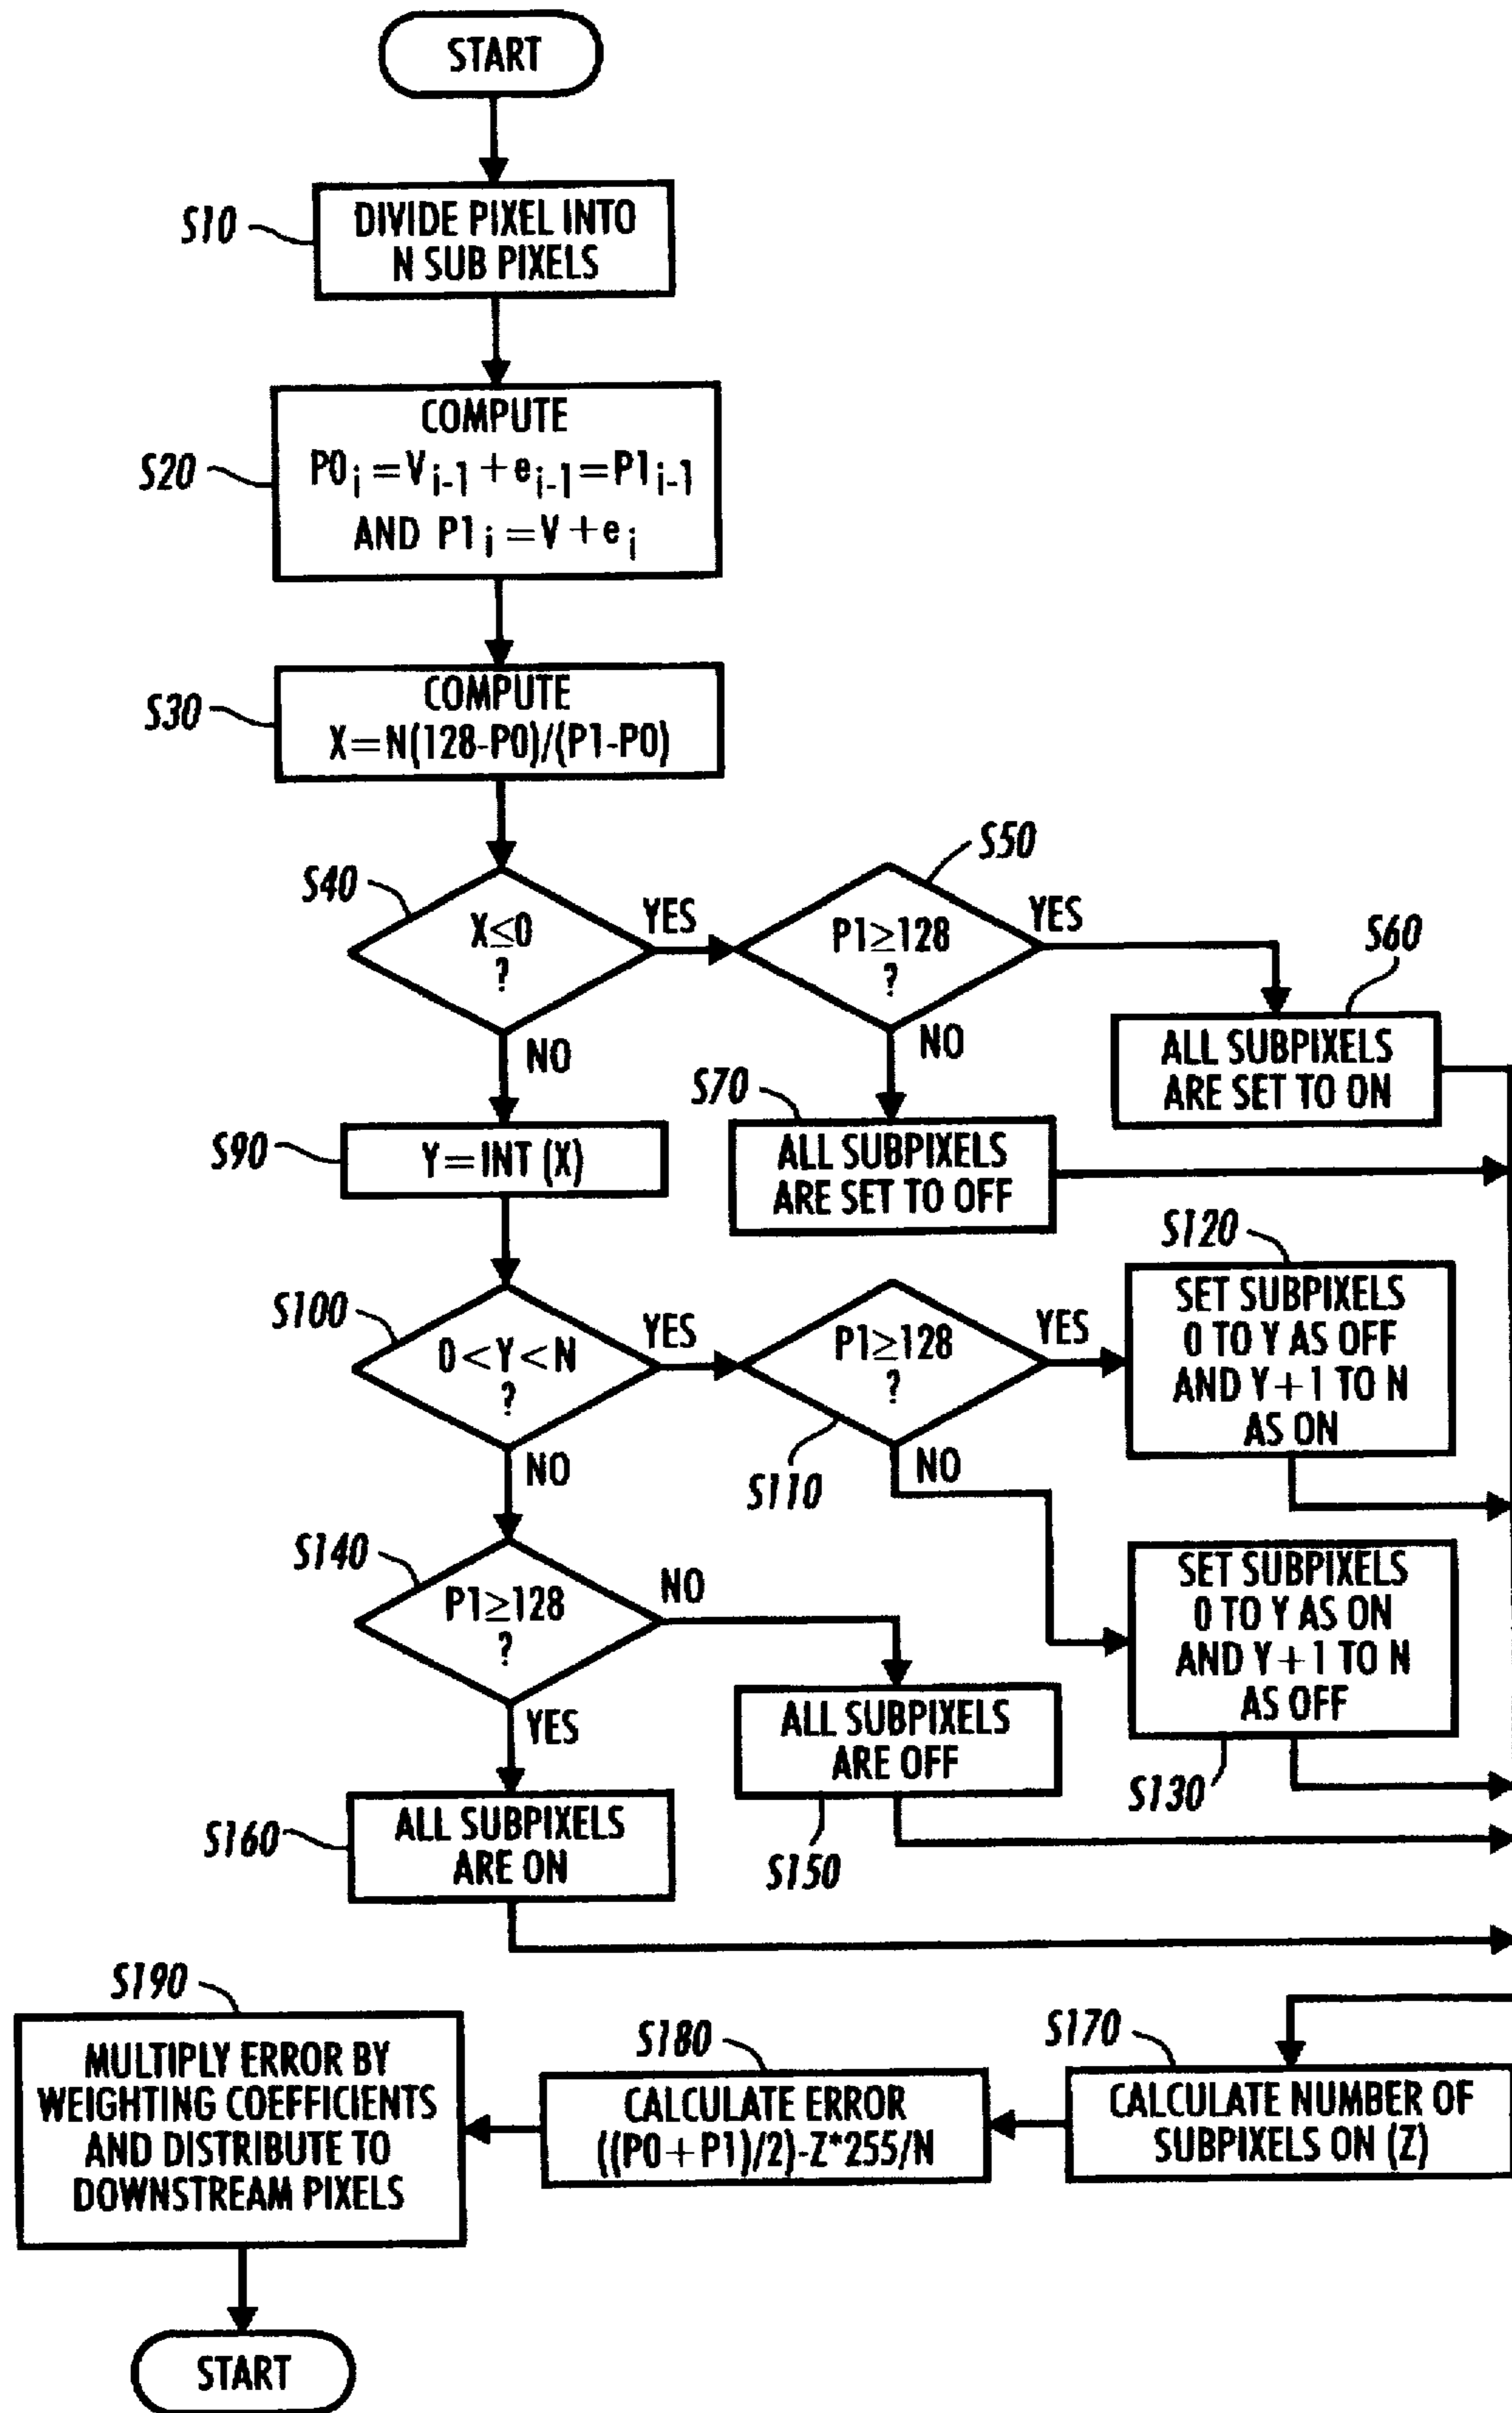 START
S10
DIVIDE PIXEL INTO
N SUB PIXELS
S20
COMPUTE
P0i=Vi-1+ei-1=P1i-1
AND P1i=V+ei
S30
COMPUTE
X=N(128-P0)/(P1-P0)
S40
X≤0
?
YES
NO
S50
P1≥128
?
YES
NO
S60
ALL SUBPIXELS
ARE SET TO ON
S70
ALL SUBPIXELS
ARE SET TO OFF
S90
Y=INT (X)
S100
0<Y<N
?
YES
NO
S110
P1≥128
?
YES
NO
S120
SET SUBPIXELS
0 TO Y AS OFF
AND Y+1 TO N
AS ON
S130
SET SUBPIXELS
0 TO Y AS ON
AND Y+1 TO N
AS OFF
S140
P1≥128
?
NO
YES
S150
ALL SUBPIXELS
ARE OFF
S160
ALL SUBPIXELS
ARE ON
S170
CALCULATE NUMBER OF
SUBPIXELS ON (Z)
S180
CALCULATE ERROR
((P0+P1)/2)-Z*255/N
S190
MULTIPLY ERROR BY
WEIGHTING COEFFICIENTS
AND DISTRIBUTE TO
DOWNSTREAM PIXELS
START